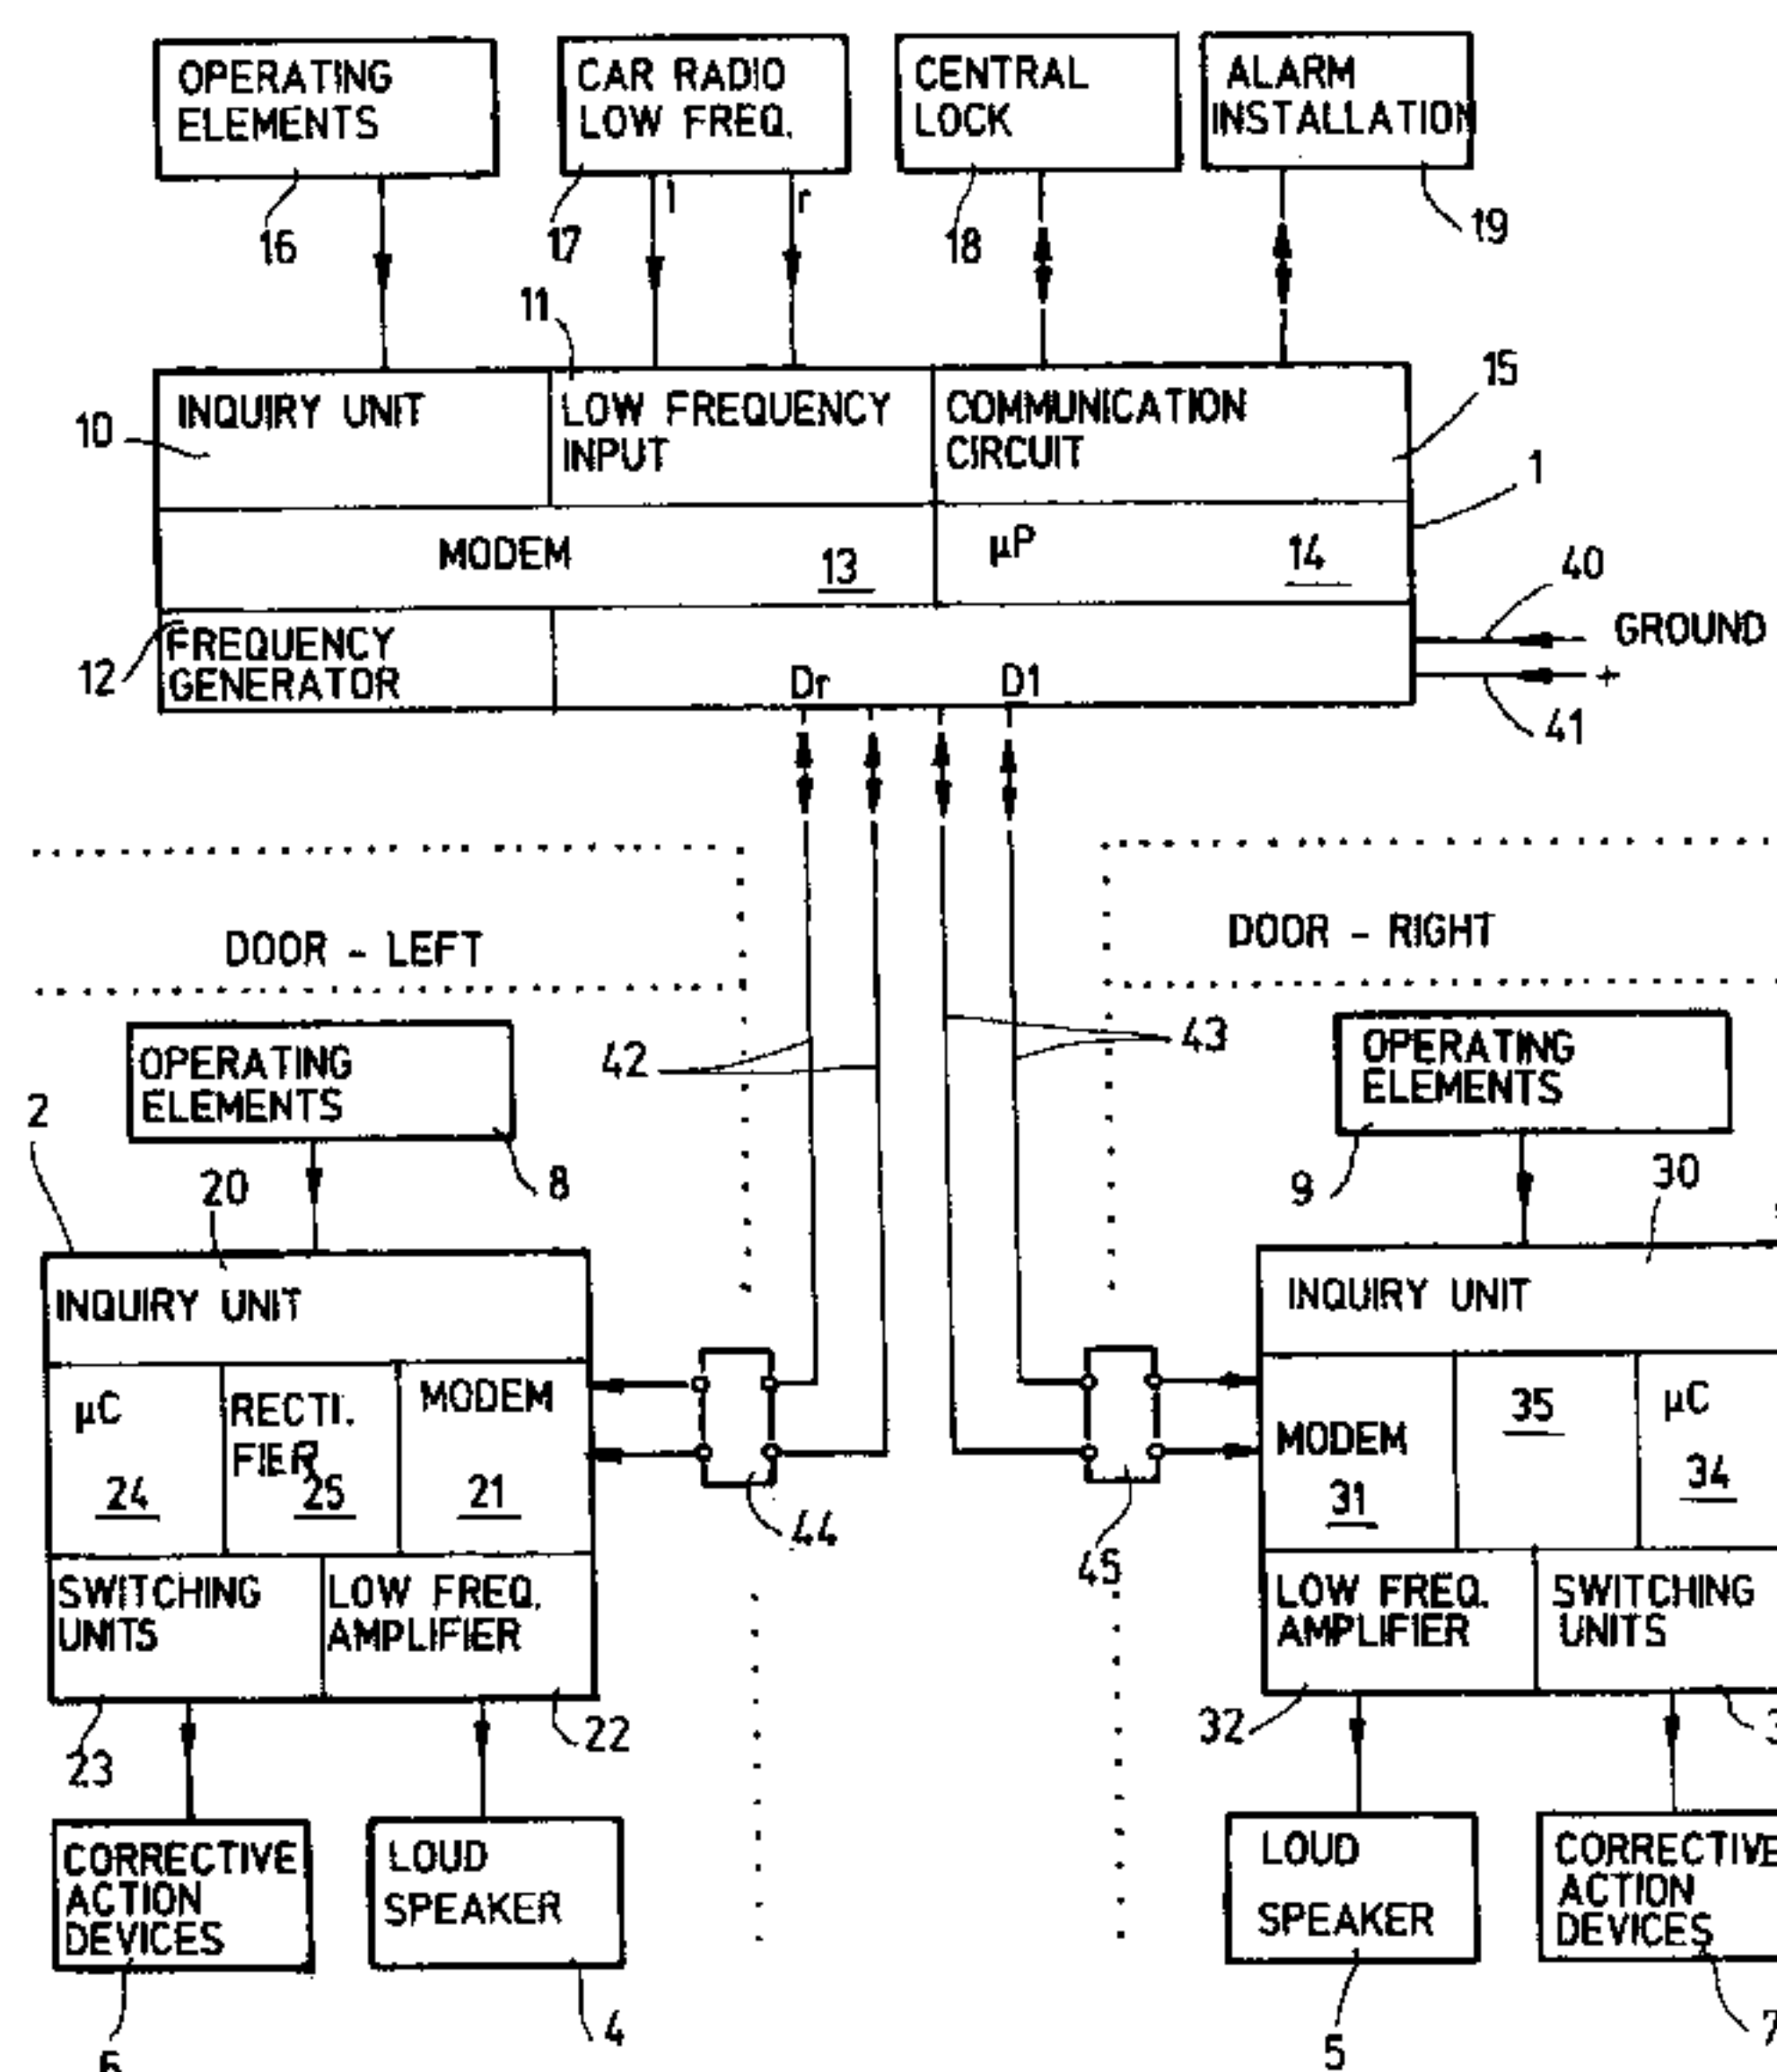 OPERATING
ELEMENTS
CAR RADIO
LOW FREQ.
CENTRAL
LOCK
ALARM
INSTALLATION
16
17
l
r
18
19
11
INQUIRY UNIT
LOW FREQUENCY
INPUT
COMMUNICATION
CIRCUIT
15
10
1
MODEM
13
µP
14
40
GROUND
12
FREQUENCY
GENERATOR
Dr
D1
+
41
DOOR - LEFT
DOOR - RIGHT
42
43
OPERATING
ELEMENTS
OPERATING
ELEMENTS
2
20
8
9
30
INQUIRY UNIT
INQUIRY UNIT
µC
24
RECTI.
FIER
25
MODEM
21
44
45
MODEM
31
35
µC
34
SWITCHING
UNITS
LOW FREQ.
AMPLIFIER
LOW FREQ.
AMPLIFIER
SWITCHING
UNITS
23
22
32
CORRECTIVE
ACTION
DEVICES
LOUD
SPEAKER
LOUD
SPEAKER
CORRECTIVE
ACTION
DEVICES
6
4
5
7